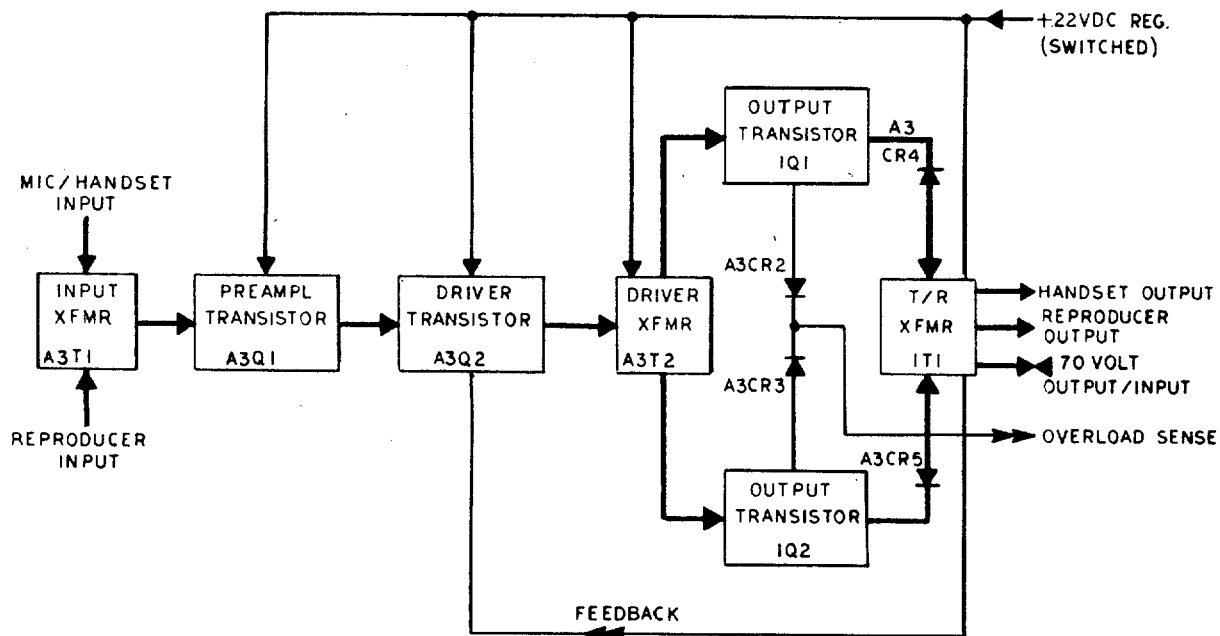 +22VDC REG.
(SWITCHED)
OUTPUT
TRANSISTOR
1Q1
A3
CR4
MIC/HANDSET
INPUT
INPUT
XFMR
A3T1
PREAMPL
TRANSISTOR
A3Q1
DRIVER
TRANSISTOR
A3Q2
DRIVER
XFMR
A3T2
A3CR2
A3CR3
T/R
XFMR
1T1
HANDSET OUTPUT
REPRODUCER
OUTPUT
70 VOLT
OUTPUT/INPUT
REPRODUCER
INPUT
OVERLOAD SENSE
A3CR5
OUTPUT
TRANSISTOR
1Q2
FEEDBACK